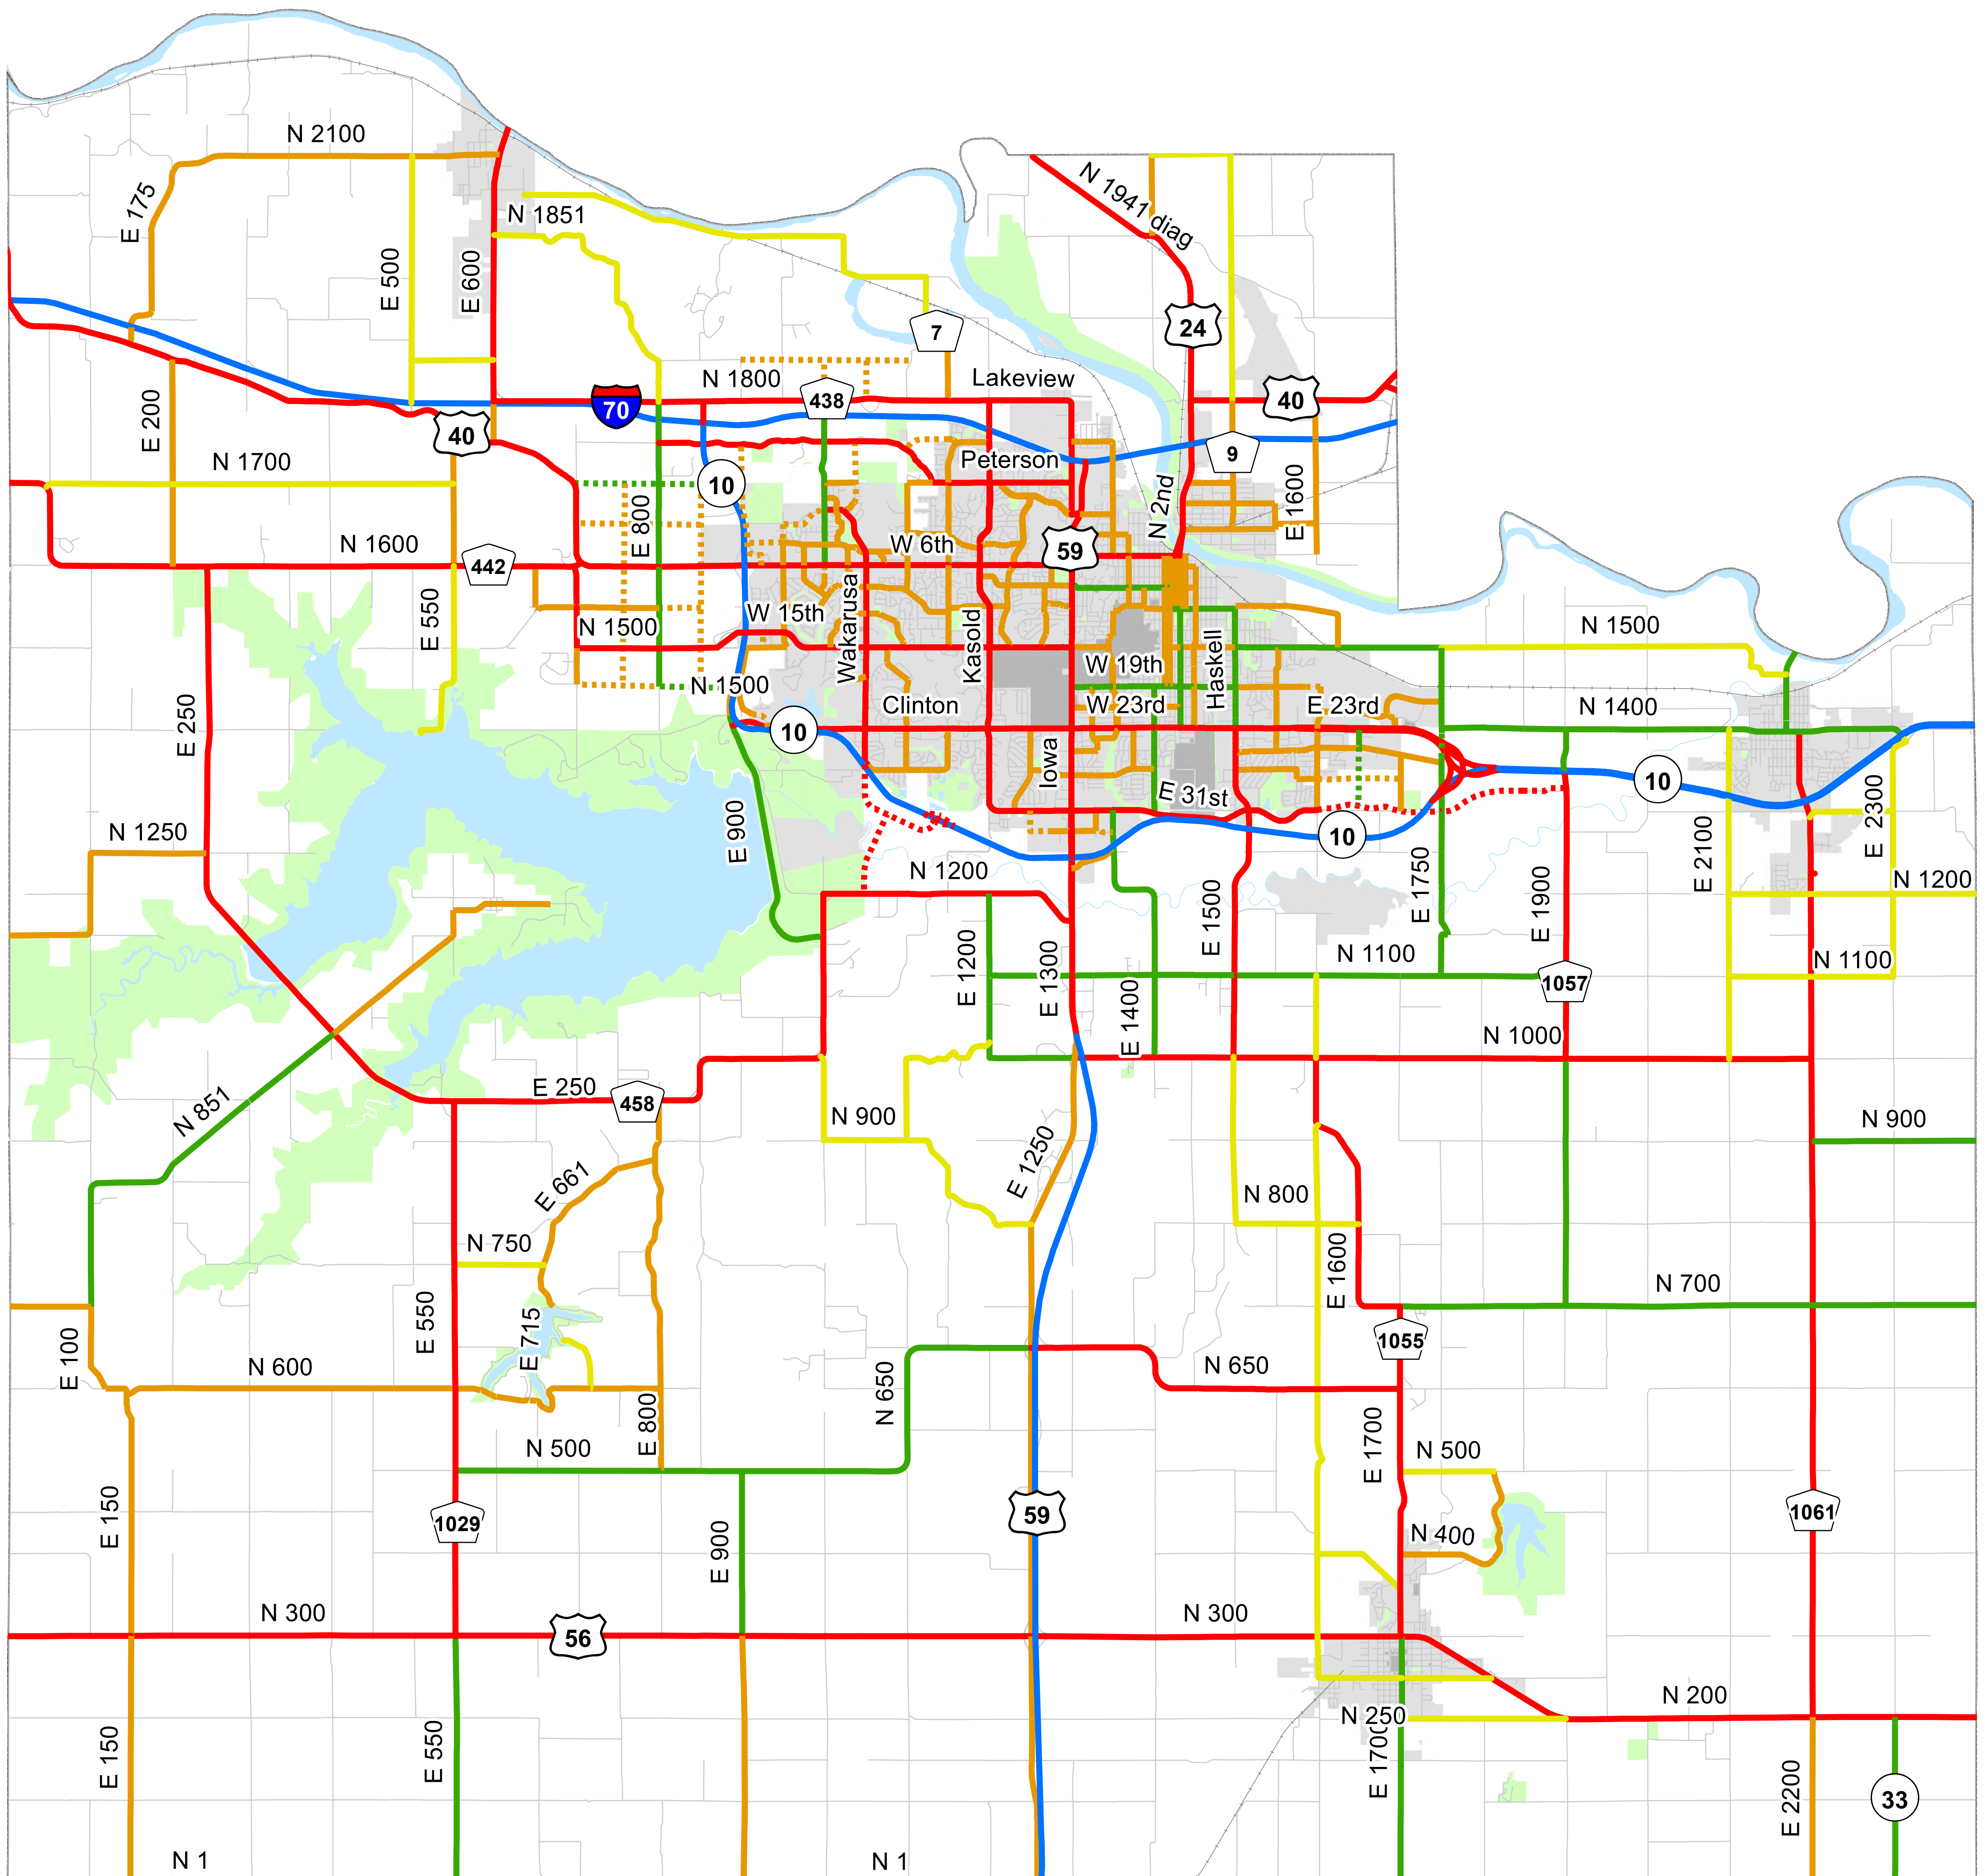 N 2100
E 175
N 1941 diag
N 1851
E 500
E 600
7
24
N 1800
Lakeview
438
70
40
40
E 200
9
N 1700
Peterson
10
E 1600
N 2nd
E 800
N 1600
W 6th
59
442
E 550
W 15th
Wakarusa
N 1500
Kasold
Haskell
N 1500
W 19th
N 1500
E 250
Clinton
W 23rd
E 23rd
N 1400
10
Iowa
10
E 31st
E 900
N 1250
10
E 2300
E 2100
N 1200
E 1750
N 1200
E 1500
E 1900
E 1200
E 1300
N 1100
N 1100
1057
E 1400
N 1000
E 250
458
N 851
N 900
N 900
E 1250
E 661
N 800
N 750
E 1600
N 700
E 550
E 715
E 100
1055
N 600
N 650
N 650
E 800
N 500
E 1700
N 500
E 150
1029
E 900
59
N 400
1061
N 300
56
N 300
N 200
N 250
E 150
E 550
E 1700
E 2200
33
N 1
N 1